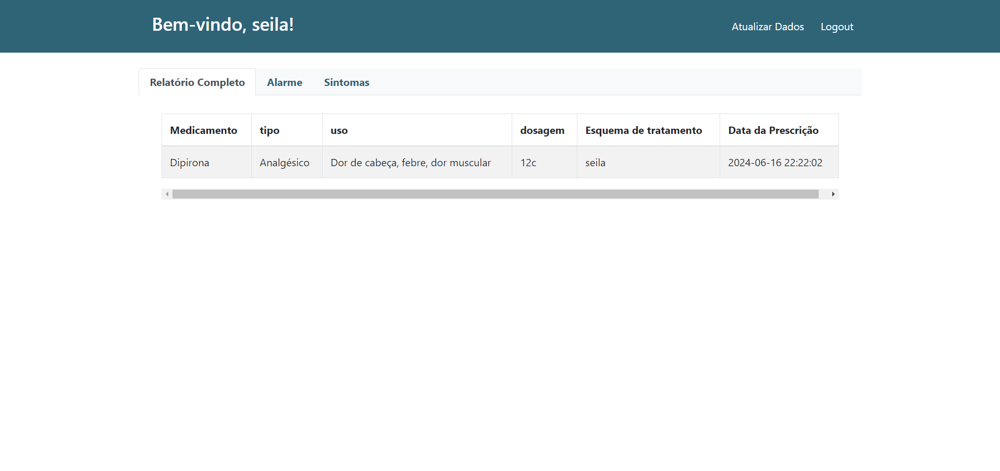 Bem-vindo, seila!
Atualizar Dados Logout
Relatório Completo Alarme Sintomas
Medicamento tipo uso dosagem Esquema de tratamento Data da Prescrição
Dipirona Analgésico Dor de cabeça, febre, dor muscular 12c seila 2024-06-16 22:22:02